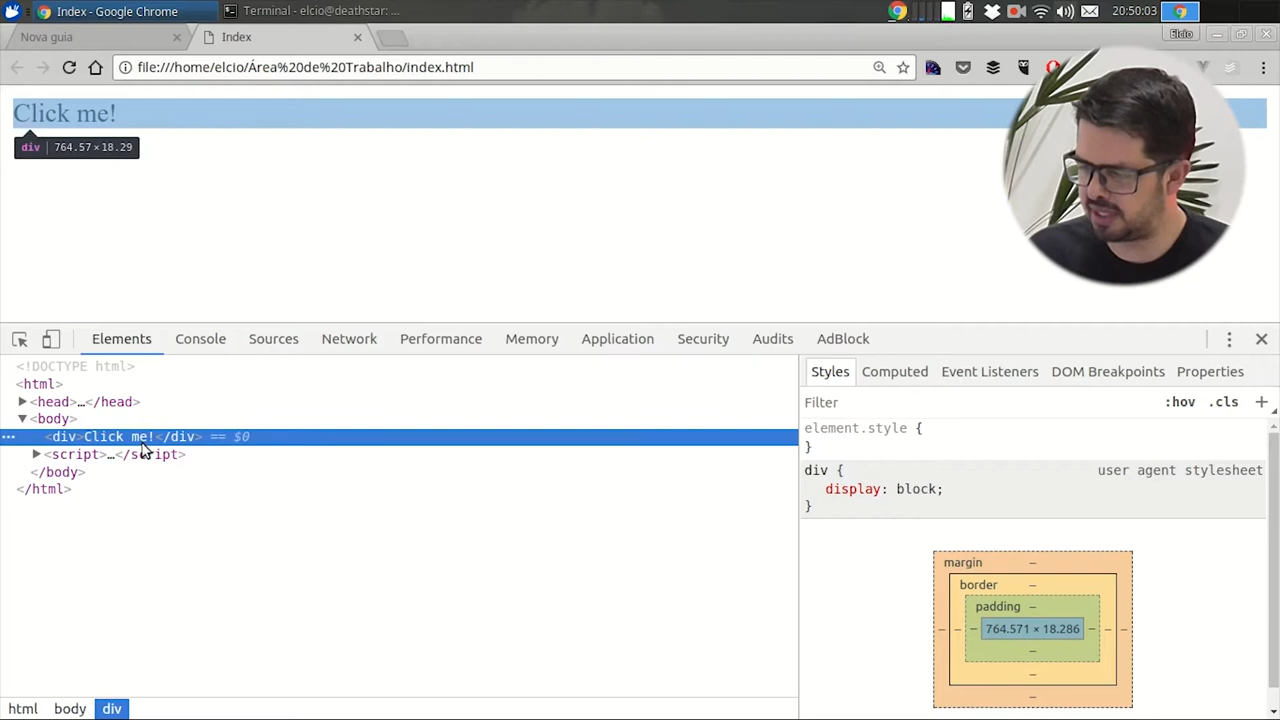 Index - Google Chrome
Terminal - elcio@deathstar: ...
20:50:03
Nova guia
Index
Elcio
file:///home/elcio/Área%20de%20Trabalho/index.html
Click me!
div 764.57×18.29
Elements Console Sources Network Performance Memory Application Security Audits AdBlock
<!DOCTYPE html>
<html>
<head>…</head>
<body>
<div>Click me!</div> == $0
<script>…</script>
</body>
</html>
html body div
Styles Computed Event Listeners DOM Breakpoints Properties
Filter :hov .cls +
element.style {
}
div { user agent stylesheet
display: block;
}
margin –
border –
padding –
– – – 764.571 × 18.286 – – –
–
–
–